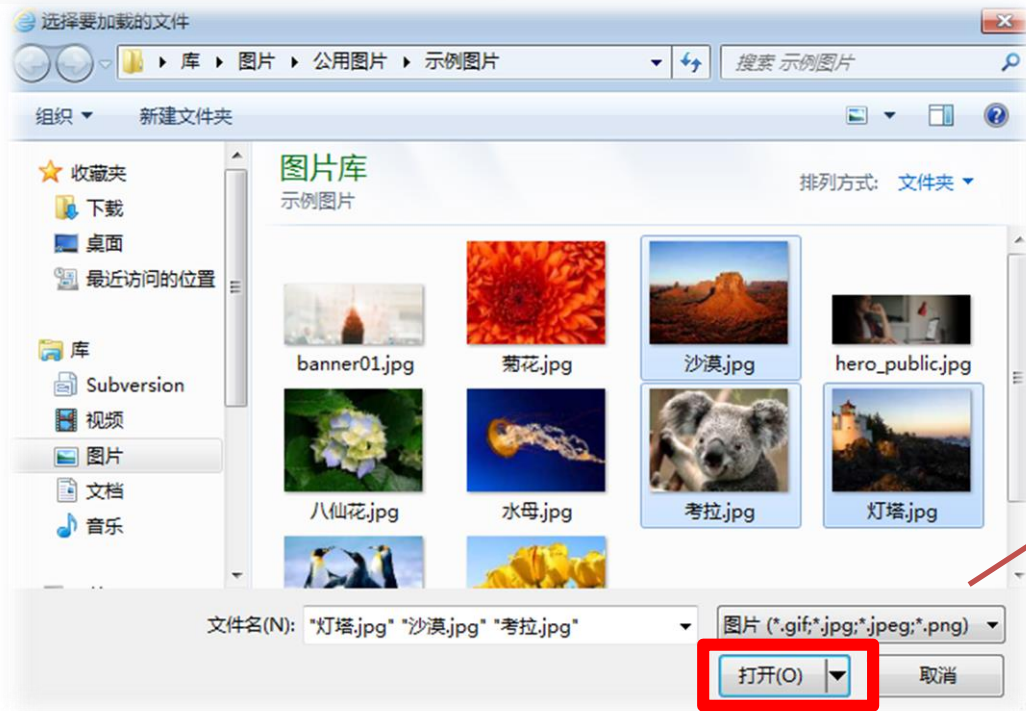 选择要加载的文件
库 图片 公用图片 示例图片
搜索 示例图片
组织 新建文件夹
收藏夹
下载
桌面
最近访问的位置
库
Subversion
视频
图片
文档
音乐
图片库
示例图片
排列方式: 文件夹
banner01.jpg 菊花.jpg 沙漠.jpg hero_public.jpg
八仙花.jpg 水母.jpg 考拉.jpg 灯塔.jpg
文件名(N): "灯塔.jpg" "沙漠.jpg" "考拉.jpg" 图片 (*.gif;*.jpg;*.jpeg;*.png)
打开(O) 取消